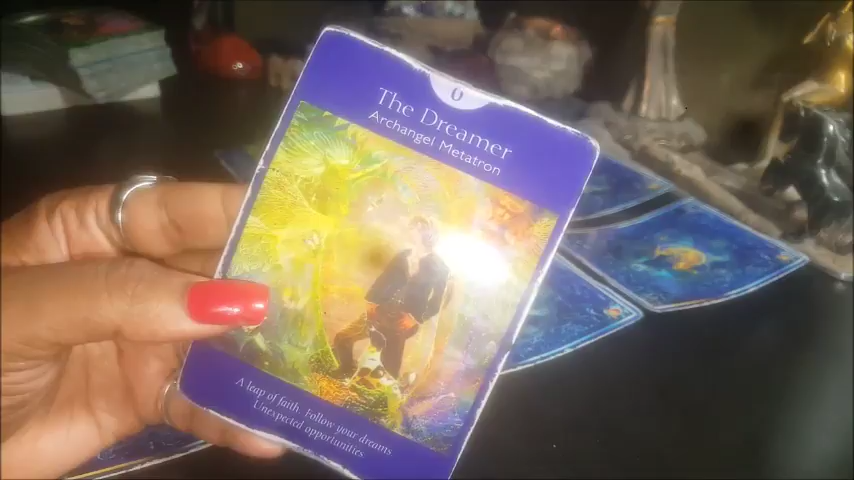 0
The Dreamer
Archangel Metatron
A leap of faith. Follow your dreams
Unexpected opportunities.